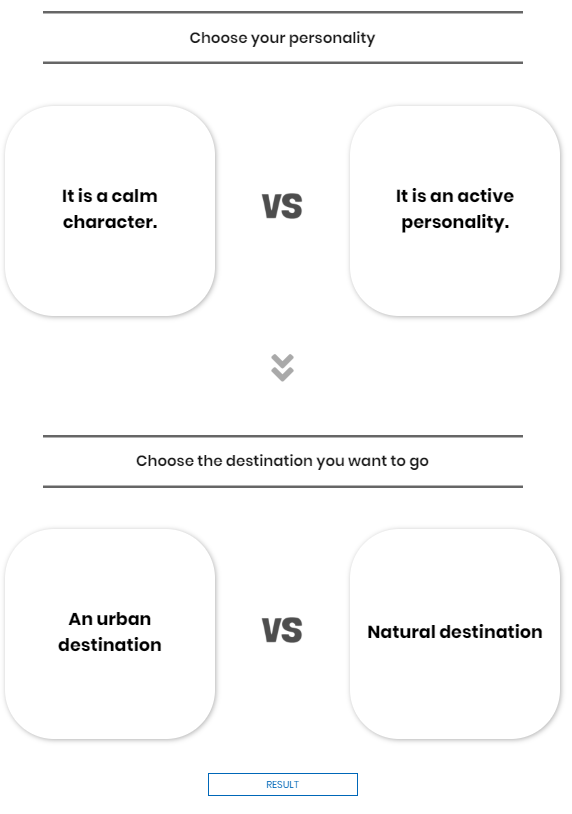 Choose your personality
It is a calm
character.
VS
It is an active
personality.
Choose the destination you want to go
An urban
destination
VS
Natural destination
RESULT